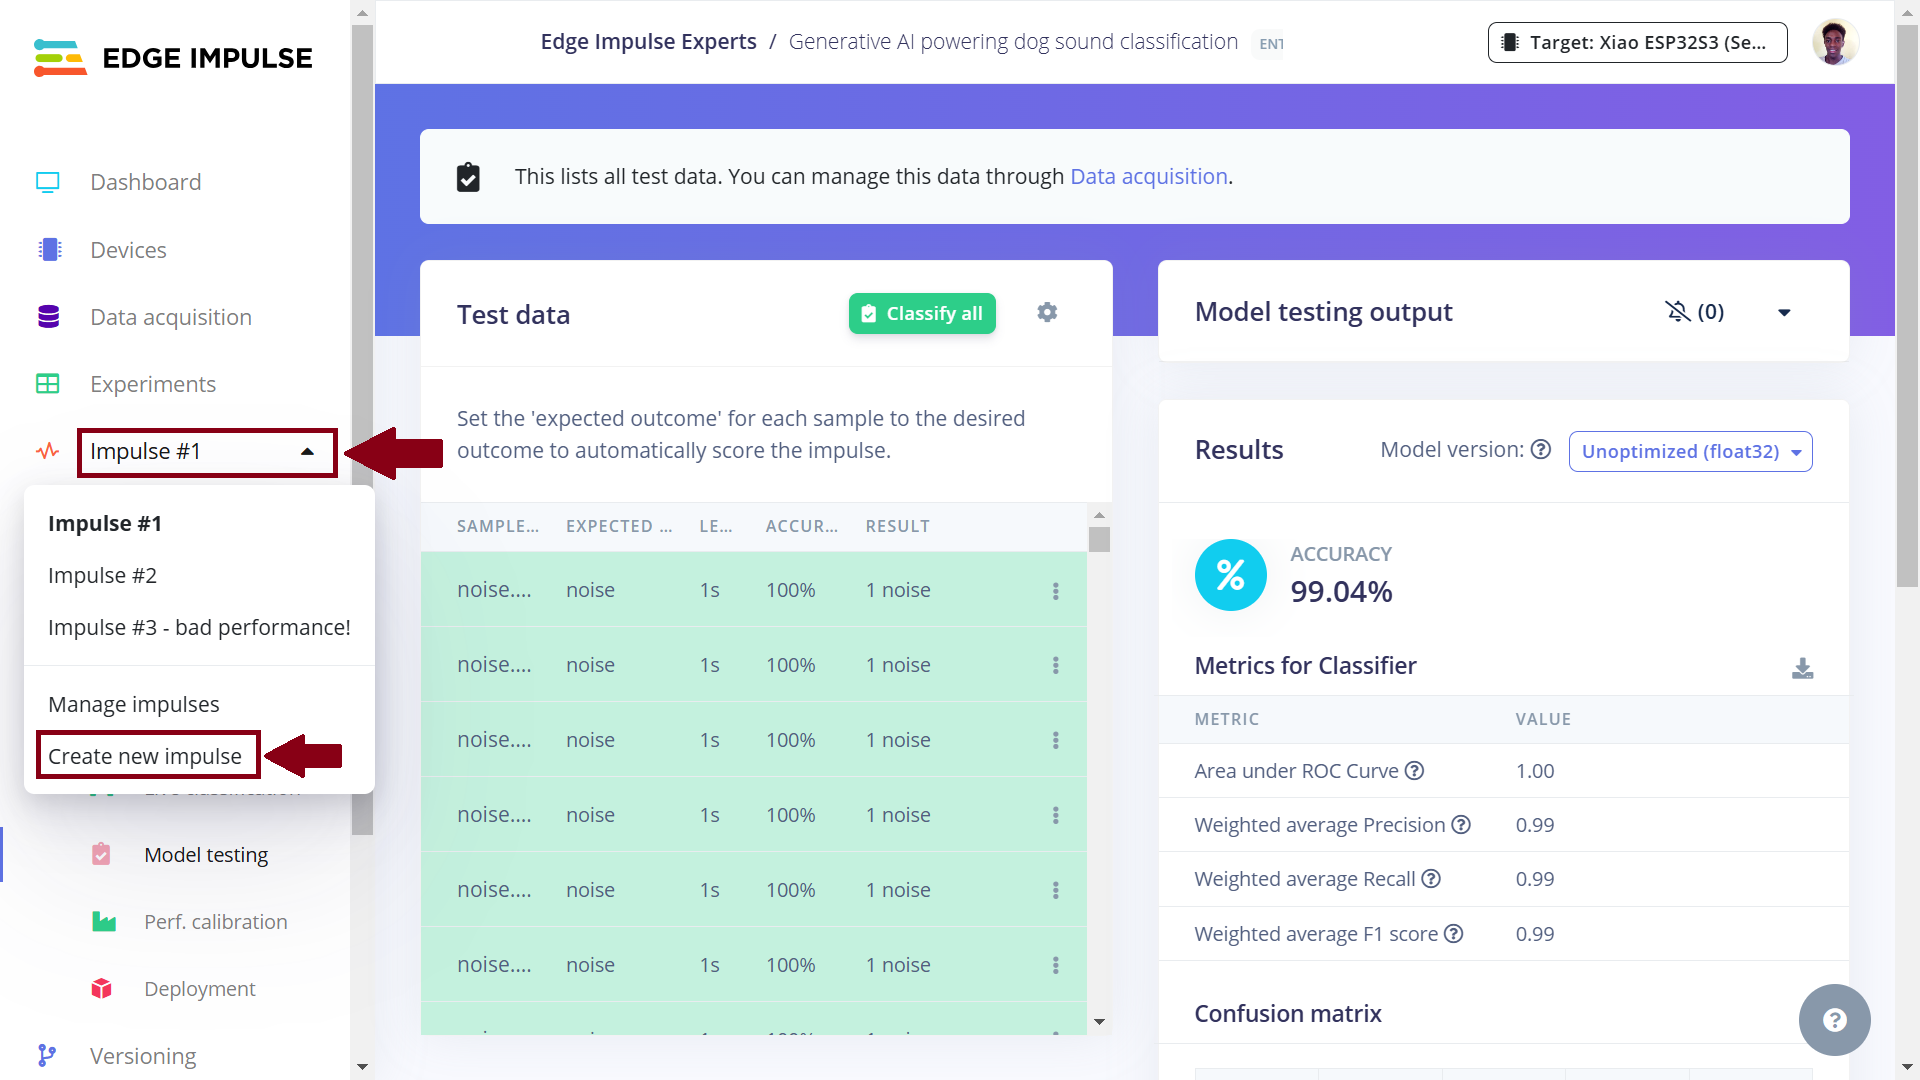 EDGE IMPULSE
Edge Impulse Experts / Generative AI powering dog sound classification ENT
Target: Xiao ESP32S3 (Se...
Dashboard
Devices
Data acquisition
Experiments
Impulse #1
Impulse #1
Impulse #2
Impulse #3 - bad performance!
Manage impulses
Create new impulse
Model testing
Perf. calibration
Deployment
Versioning
This lists all test data. You can manage this data through Data acquisition.
Test data
Classify all
Set the 'expected outcome' for each sample to the desired
outcome to automatically score the impulse.
SAMPLE... EXPECTED ... LE... ACCUR... RESULT
noise.... noise 1s 100% 1 noise
noise.... noise 1s 100% 1 noise
noise.... noise 1s 100% 1 noise
noise.... noise 1s 100% 1 noise
noise.... noise 1s 100% 1 noise
noise.... noise 1s 100% 1 noise
Model testing output
(0)
Results
Model version:
Unoptimized (float32)
%
ACCURACY
99.04%
Metrics for Classifier
METRIC VALUE
Area under ROC Curve ? 1.00
Weighted average Precision ? 0.99
Weighted average Recall ? 0.99
Weighted average F1 score ? 0.99
Confusion matrix
?